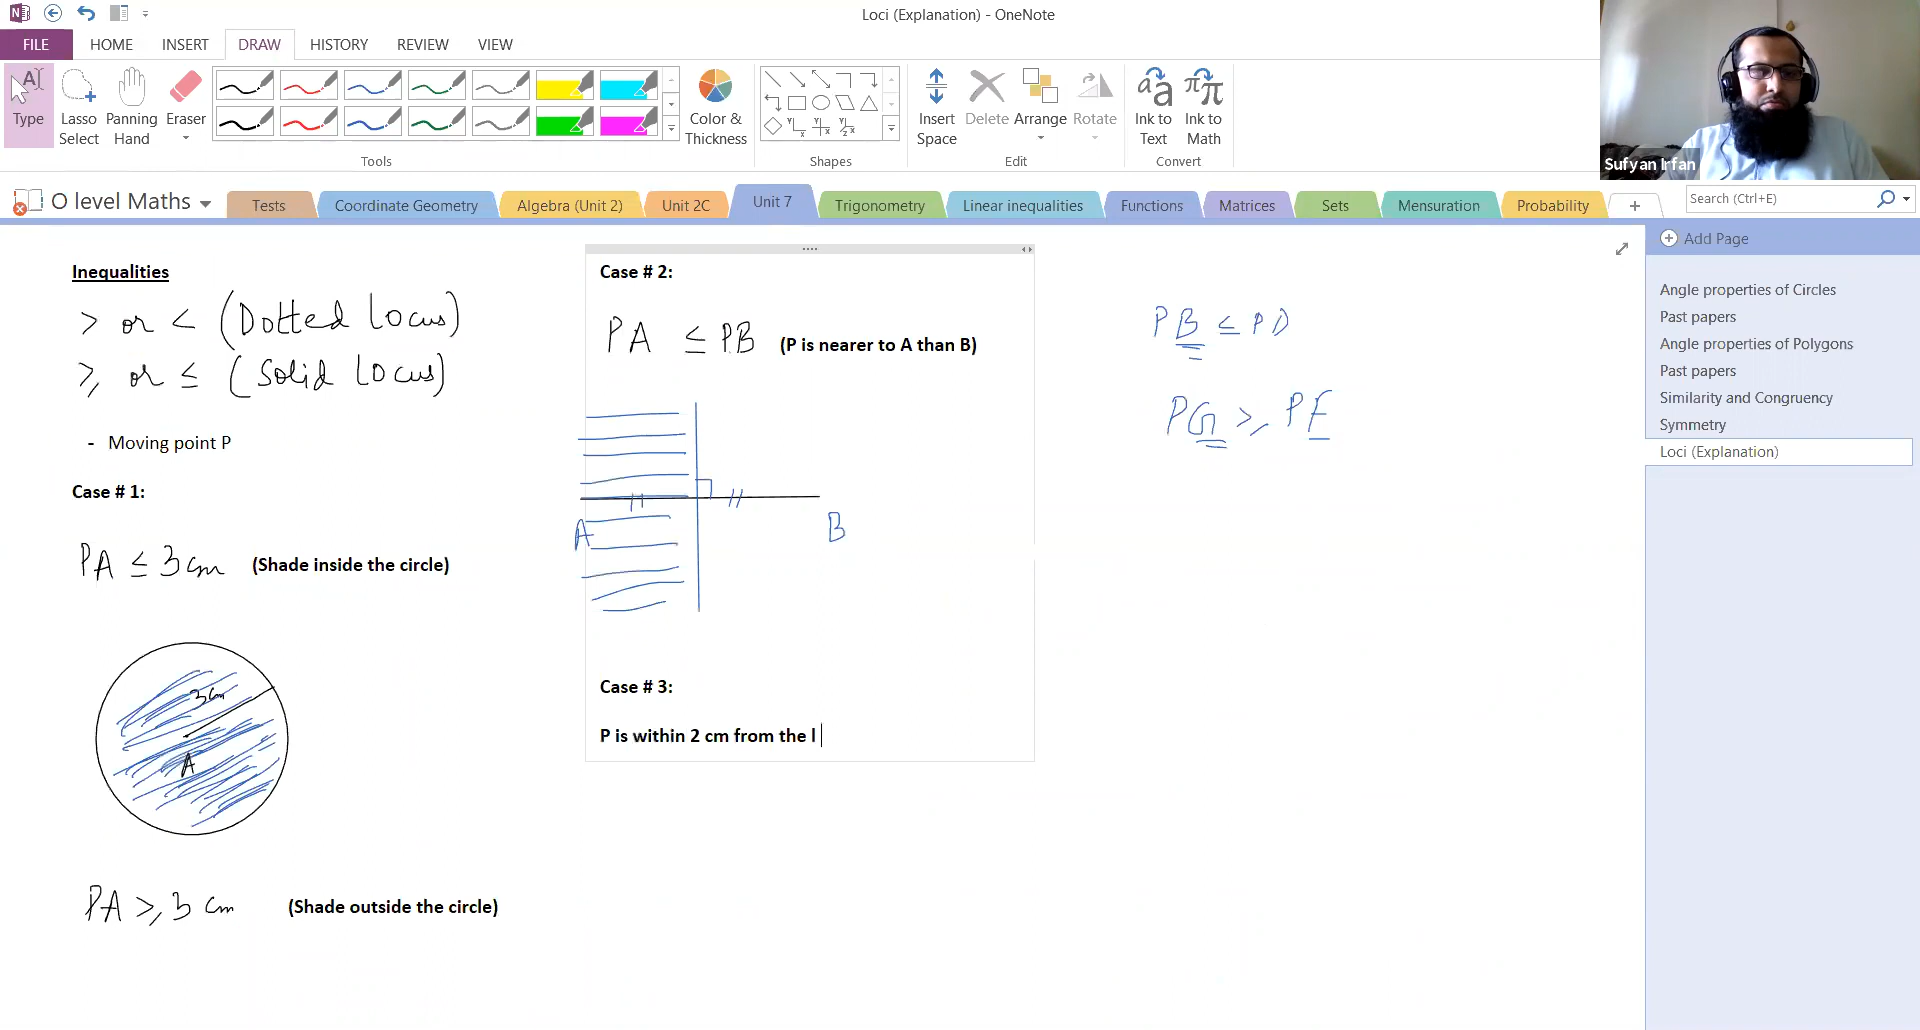 Loci (Explanation) - OneNote
FILE HOME INSERT DRAW HISTORY REVIEW VIEW
Type
Lasso Select
Panning Hand
Eraser
Color & Thickness
Insert Space
Delete
Arrange
Rotate
Ink to Text
Ink to Math
Tools
Shapes
Edit
Convert
Sufyan Irfan
O level Maths
Tests
Coordinate Geometry
Algebra (Unit 2)
Unit 2C
Unit 7
Trigonometry
Linear inequalities
Functions
Matrices
Sets
Mensuration
Probability
+
Search (Ctrl+E)
Add Page
Angle properties of Circles
Past papers
Angle properties of Polygons
Past papers
Similarity and Congruency
Symmetry
Loci (Explanation)
Inequalities
> or < (Dotted Locus)
≥ or ≤ (Solid Locus)
- Moving point P
Case # 1:
PA ≤ 3 cm (Shade inside the circle)
3 cm
A
PA ≥ 3 cm (Shade outside the circle)
Case # 2:
PA ≤ PB (P is nearer to A than B)
A
B
Case # 3:
P is within 2 cm from the l
PB ≤ PD
PG ≥ PF